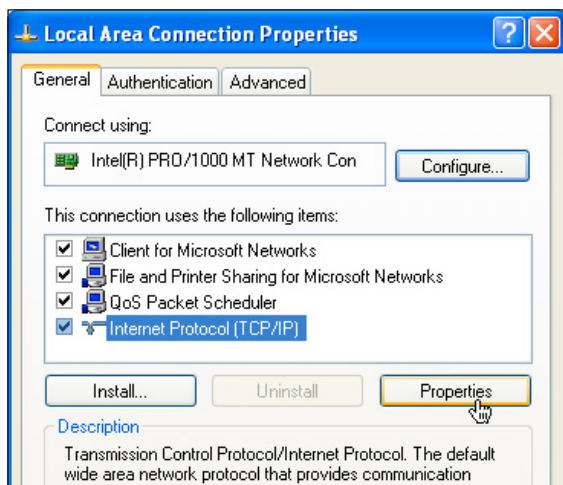 Local Area Connection Properties
General Authentication Advanced
Connect using:
Intel(R) PRO/1000 MT Network Con
Configure...
This connection uses the following items:
Client for Microsoft Networks
File and Printer Sharing for Microsoft Networks
QoS Packet Scheduler
Internet Protocol (TCP/IP)
Install... Uninstall Properties
Description
Transmission Control Protocol/Internet Protocol. The default
wide area network protocol that provides communication